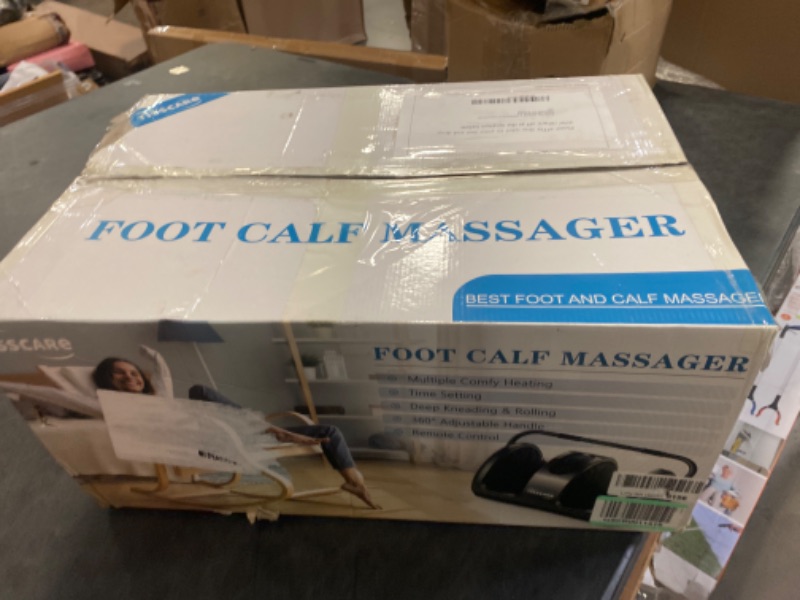 FOOT CALF MASSAGER
BEST FOOT AND CALF MASSAGE
FOOT CALF MASSAGER
Multiple Comfy Heating
Time Setting
Deep Kneading & Rolling
360° Adjustable Handle
Remote Control